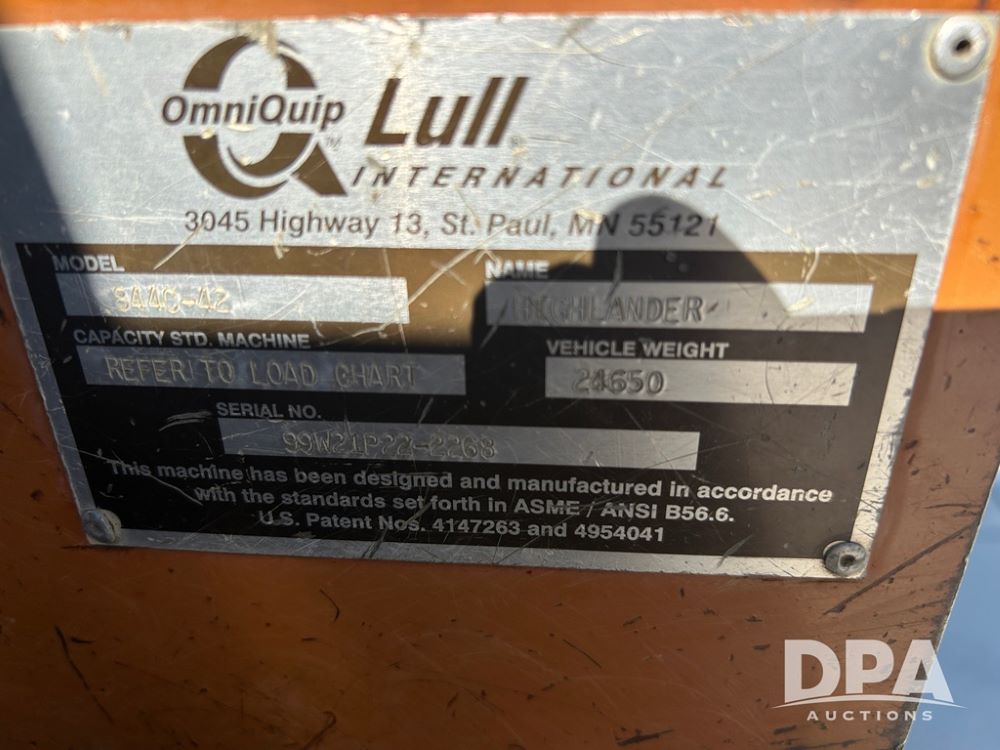 OmniQuip™ Lull®
INTERNATIONAL
3045 Highway 13, St. Paul, MN 55121
MODEL NAME
844C-42 HIGHLANDER
CAPACITY STD. MACHINE VEHICLE WEIGHT
REFER TO LOAD CHART 24650
SERIAL NO.
99W21P22-2268
This machine has been designed and manufactured in accordance
with the standards set forth in ASME / ANSI B56.6.
U.S. Patent Nos. 4147263 and 4954041
DPA
AUCTIONS